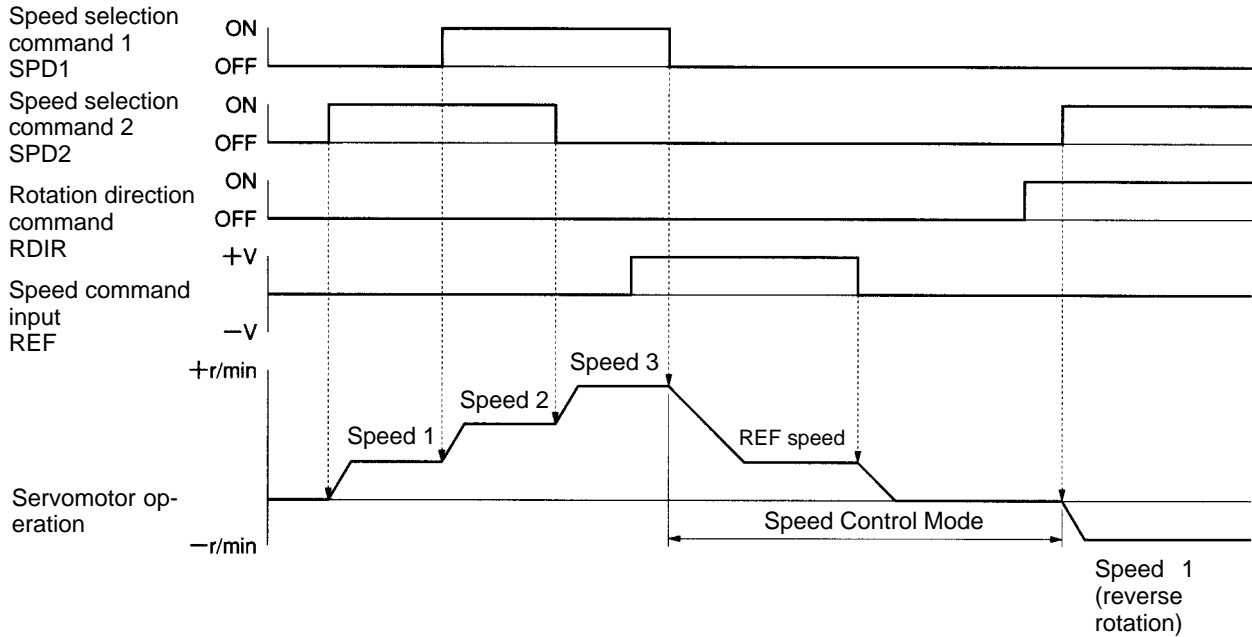 Speed selection
command 1
SPD1
ON
OFF
Speed selection
command 2
SPD2
ON
OFF
Rotation direction
command
RDIR
ON
OFF
Speed command
input
REF
+V
−V
+r/min
Speed 1
Speed 2
Speed 3
REF speed
Servomotor op-
eration
Speed Control Mode
−r/min
Speed 1
(reverse
rotation)